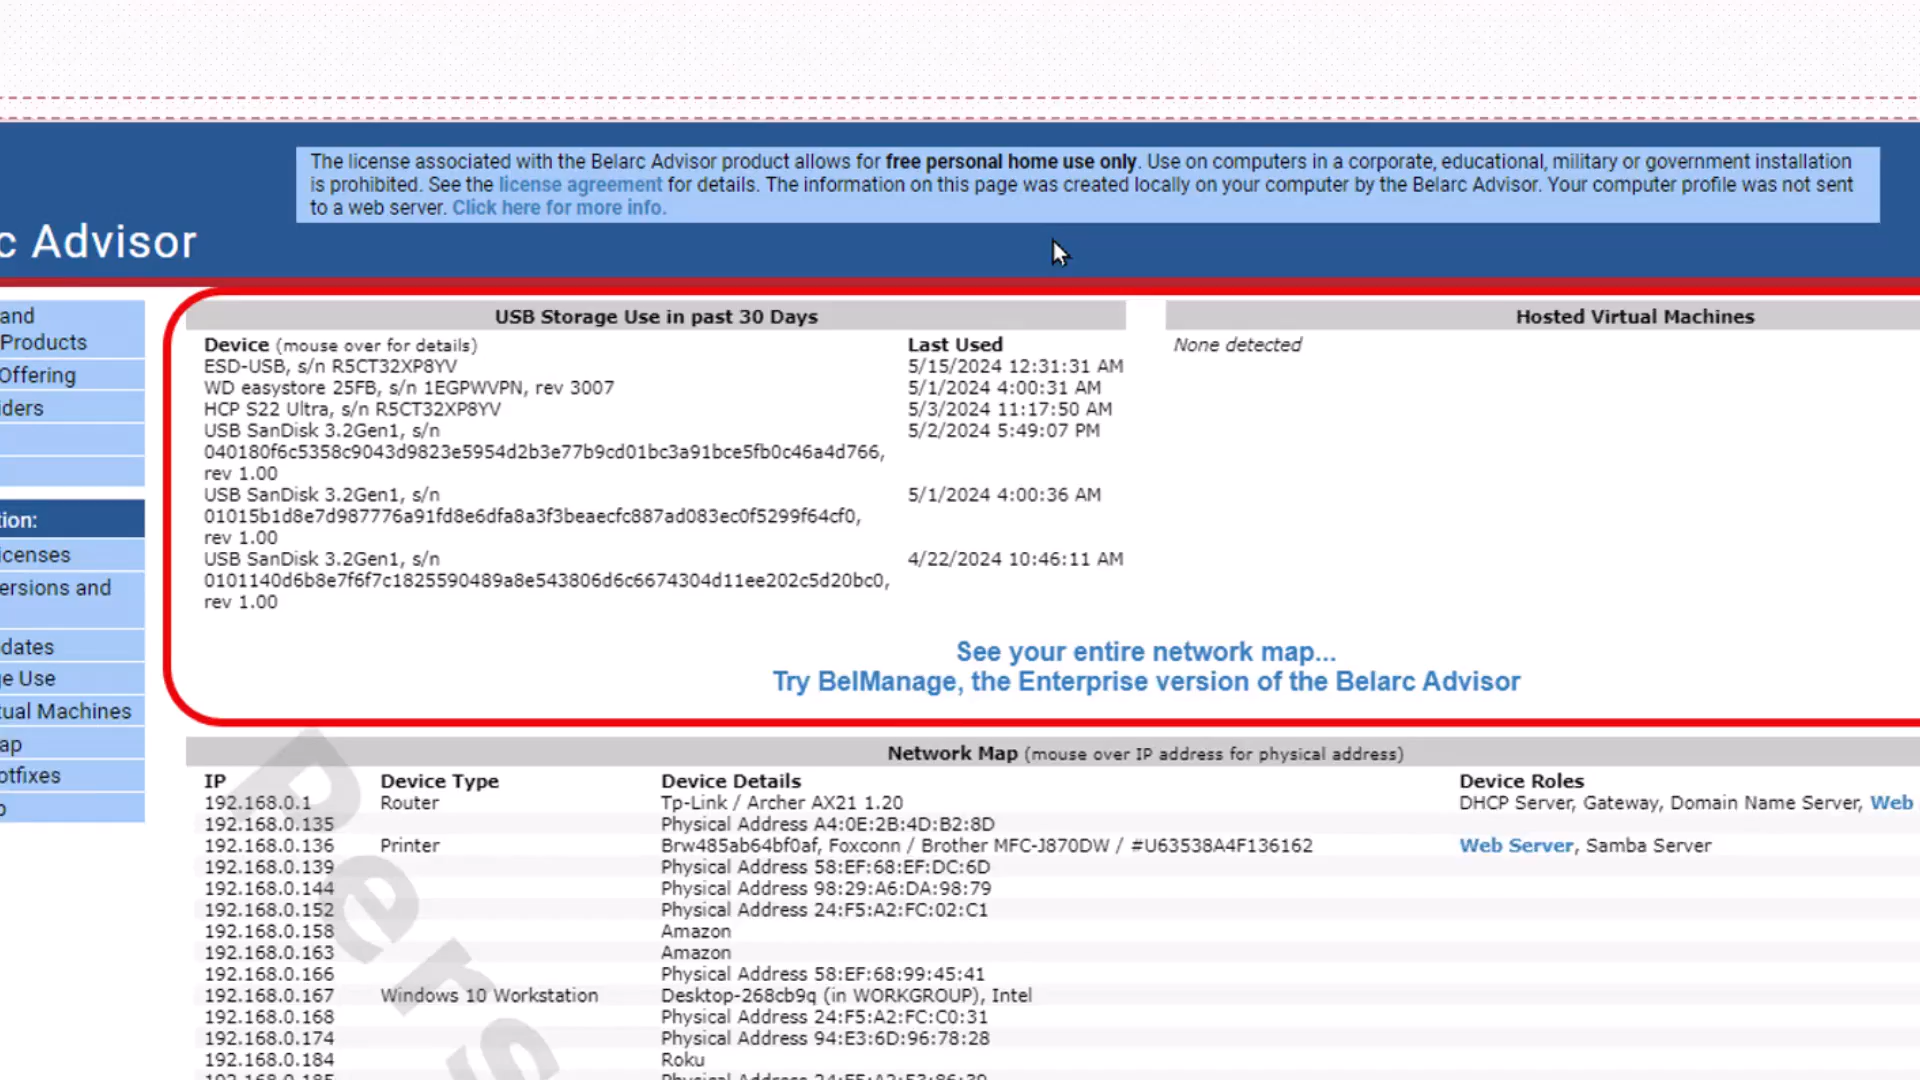 The license associated with the Belarc Advisor product allows for free personal home use only. Use on computers in a corporate, educational, military or government installation
is prohibited. See the license agreement for details. The information on this page was created locally on your computer by the Belarc Advisor. Your computer profile was not sent
to a web server. Click here for more info.
c Advisor
and
Products
Offering
iders
tion:
icenses
ersions and
dates
ge Use
tual Machines
ap
otfixes
USB Storage Use in past 30 Days
Device (mouse over for details) Last Used
ESD-USB, s/n R5CT32XP8YV 5/15/2024 12:31:31 AM
WD easystore 25FB, s/n 1EGPWVPN, rev 3007 5/1/2024 4:00:31 AM
HCP S22 Ultra, s/n R5CT32XP8YV 5/3/2024 11:17:50 AM
USB SanDisk 3.2Gen1, s/n 5/2/2024 5:49:07 PM
040180f6c5358c9043d9823e5954d2b3e77b9cd01bc3a91bce5fb0c46a4d766,
rev 1.00
USB SanDisk 3.2Gen1, s/n 5/1/2024 4:00:36 AM
01015b1d8e7d987776a91fd8e6dfa8a3f3beaecfc887ad083ec0f5299f64cf0,
rev 1.00
USB SanDisk 3.2Gen1, s/n 4/22/2024 10:46:11 AM
0101140d6b8e7f6f7c1825590489a8e543806d6c6674304d11ee202c5d20bc0,
rev 1.00
Hosted Virtual Machines
None detected
See your entire network map...
Try BelManage, the Enterprise version of the Belarc Advisor
Network Map (mouse over IP address for physical address)
IP Device Type Device Details Device Roles
192.168.0.1 Router Tp-Link / Archer AX21 1.20 DHCP Server, Gateway, Domain Name Server, Web
192.168.0.135 Physical Address A4:0E:2B:4D:B2:8D
192.168.0.136 Printer Brw485ab64bf0af, Foxconn / Brother MFC-J870DW / #U63538A4F136162 Web Server, Samba Server
192.168.0.139 Physical Address 58:EF:68:EF:DC:6D
192.168.0.144 Physical Address 98:29:A6:DA:98:79
192.168.0.152 Physical Address 24:F5:A2:FC:02:C1
192.168.0.158 Amazon
192.168.0.163 Amazon
192.168.0.166 Physical Address 58:EF:68:99:45:41
192.168.0.167 Windows 10 Workstation Desktop-268cb9q (in WORKGROUP), Intel
192.168.0.168 Physical Address 24:F5:A2:FC:C0:31
192.168.0.174 Physical Address 94:E3:6D:96:78:28
192.168.0.184 Roku
Pers